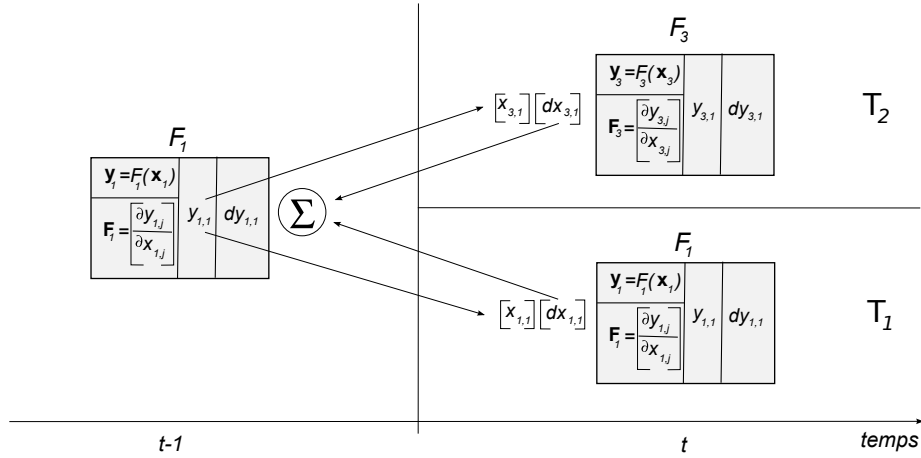 F₃
y₃=F₃(x₃)
F₃=[∂y₃,ⱼ/∂x₃,ⱼ]
y₃,₁
dy₃,₁
T₂
[x₃,₁] [dx₃,₁]
F₁
y₁=F₁(x₁)
F₁=[∂y₁,ⱼ/∂x₁,ⱼ]
y₁,₁
dy₁,₁
Σ
F₁
y₁=F₁(x₁)
F₁=[∂y₁,ⱼ/∂x₁,ⱼ]
y₁,₁
dy₁,₁
T₁
[x₁,₁] [dx₁,₁]
t-1
t
temps